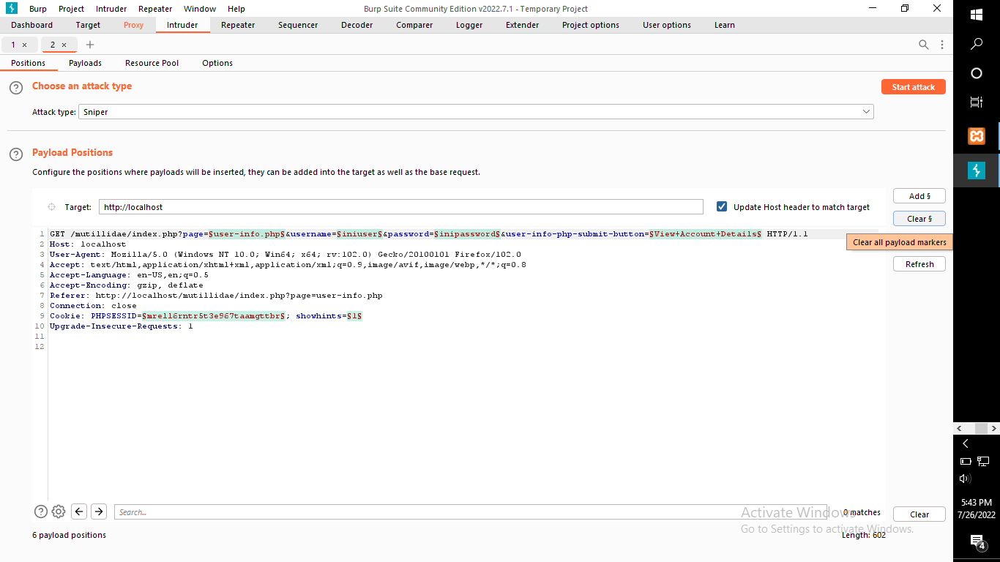 Burp Project Intruder Repeater Window Help Burp Suite Community Edition v2022.7.1 - Temporary Project
Dashboard Target Proxy Intruder Repeater Sequencer Decoder Comparer Logger Extender Project options User options Learn
1 × 2 × +
Positions Payloads Resource Pool Options
Choose an attack type
Start attack
Attack type: Sniper
Payload Positions
Configure the positions where payloads will be inserted, they can be added into the target as well as the base request.
Target: http://localhost
Update Host header to match target
Add §
Clear §
Clear all payload markers
Refresh
1 GET /mutillidae/index.php?page=§user-info.php§&username=§iniuser§&password=§inipassword§&user-info-php-submit-button=§View+Account+Details§ HTTP/1.1
2 Host: localhost
3 User-Agent: Mozilla/5.0 (Windows NT 10.0; Win64; x64; rv:102.0) Gecko/20100101 Firefox/102.0
4 Accept: text/html,application/xhtml+xml,application/xml;q=0.9,image/avif,image/webp,*/*;q=0.8
5 Accept-Language: en-US,en;q=0.5
6 Accept-Encoding: gzip, deflate
7 Referer: http://localhost/mutillidae/index.php?page=user-info.php
8 Connection: close
9 Cookie: PHPSESSID=§mrell6rntr5t3e967taamgttbr§; showhints=§1§
10 Upgrade-Insecure-Requests: 1
11
12
Search...
0 matches
Clear
6 payload positions
Length: 602
Activate Windows
Go to Settings to activate Windows.
5:43 PM
7/26/2022
4